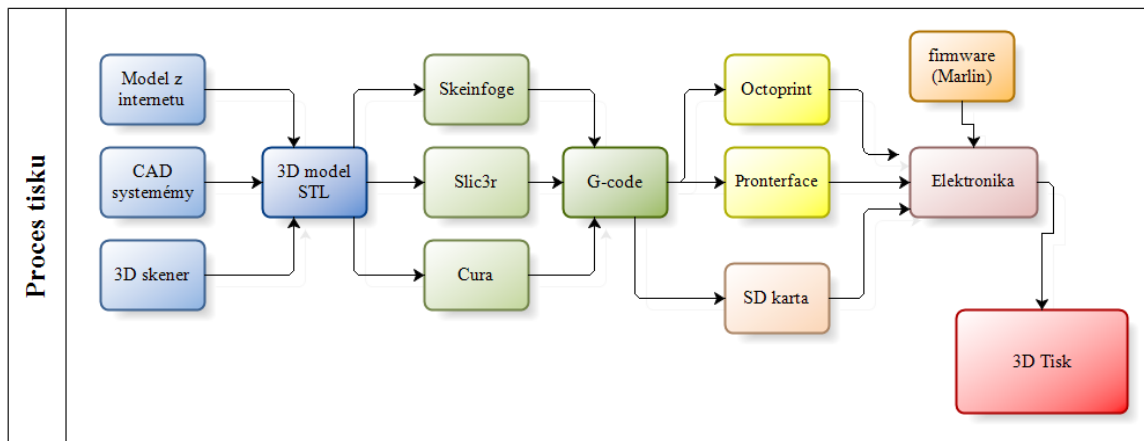 Proces tisku
Model z
internetu
CAD
systemémy
3D skener
3D model
STL
Skeinfoge
Slic3r
Cura
G-code
Octoprint
Pronterface
SD karta
firmware
(Marlin)
Elektronika
3D Tisk